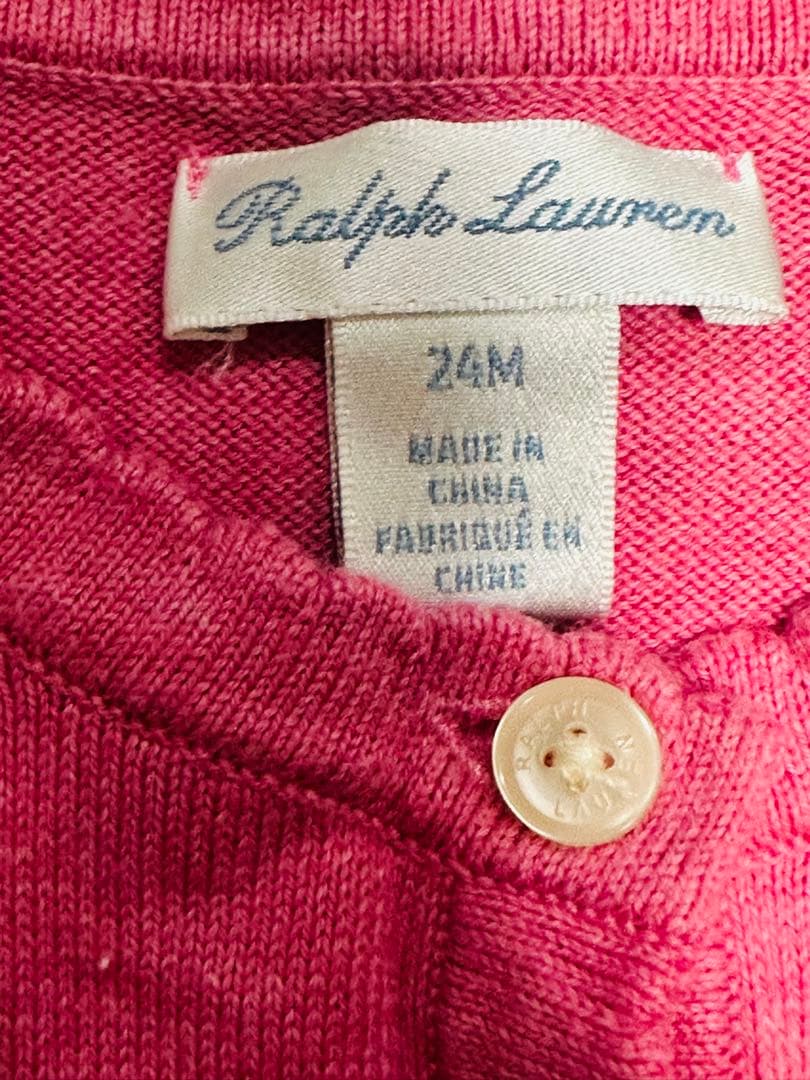 Ralph Lauren
24M
MADE IN
CHINA
FABRIQUÉ EN
CHINE
RALPH
LAUREN